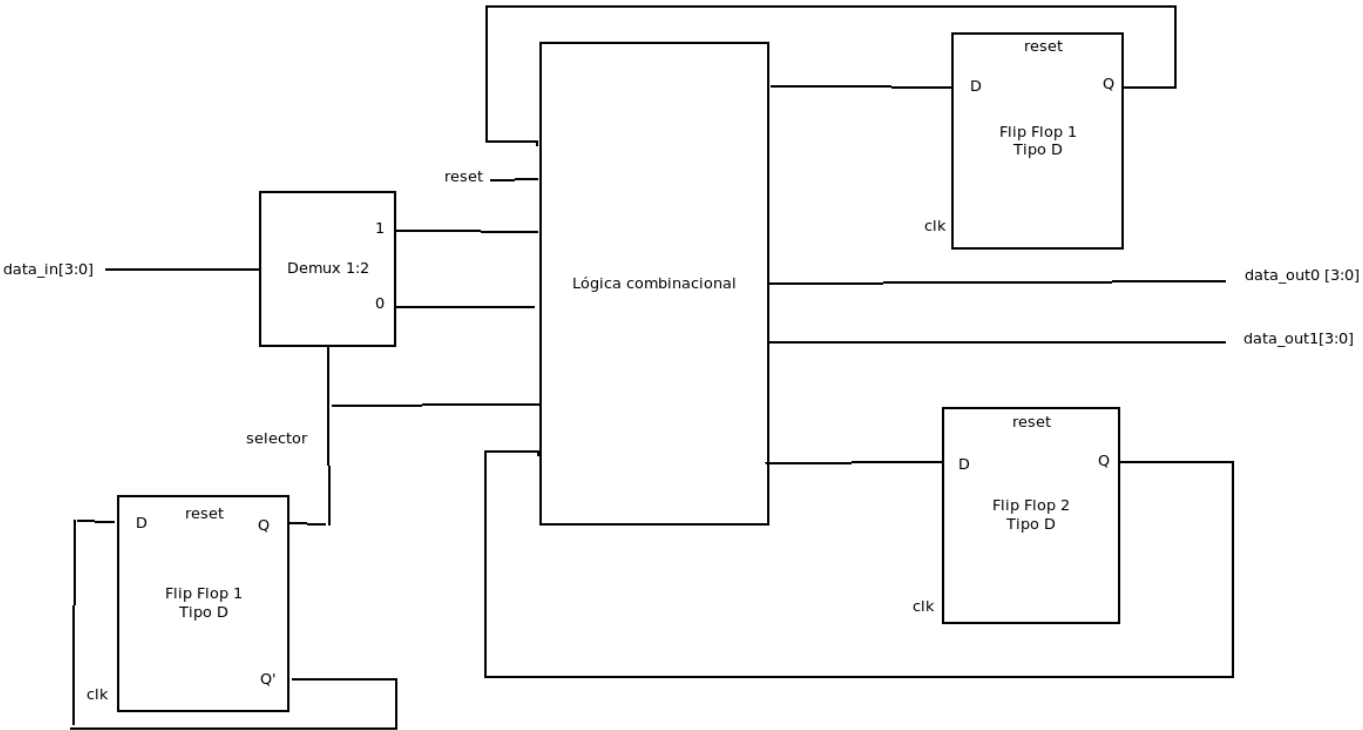 reset
D
Q
Flip Flop 1
Tipo D
clk
reset
1
Demux 1:2
0
data_in[3:0]
Lógica combinacional
data_out0 [3:0]
data_out1[3:0]
selector
reset
D
Q
Flip Flop 2
Tipo D
clk
reset
D
Q
Flip Flop 1
Tipo D
Q'
clk